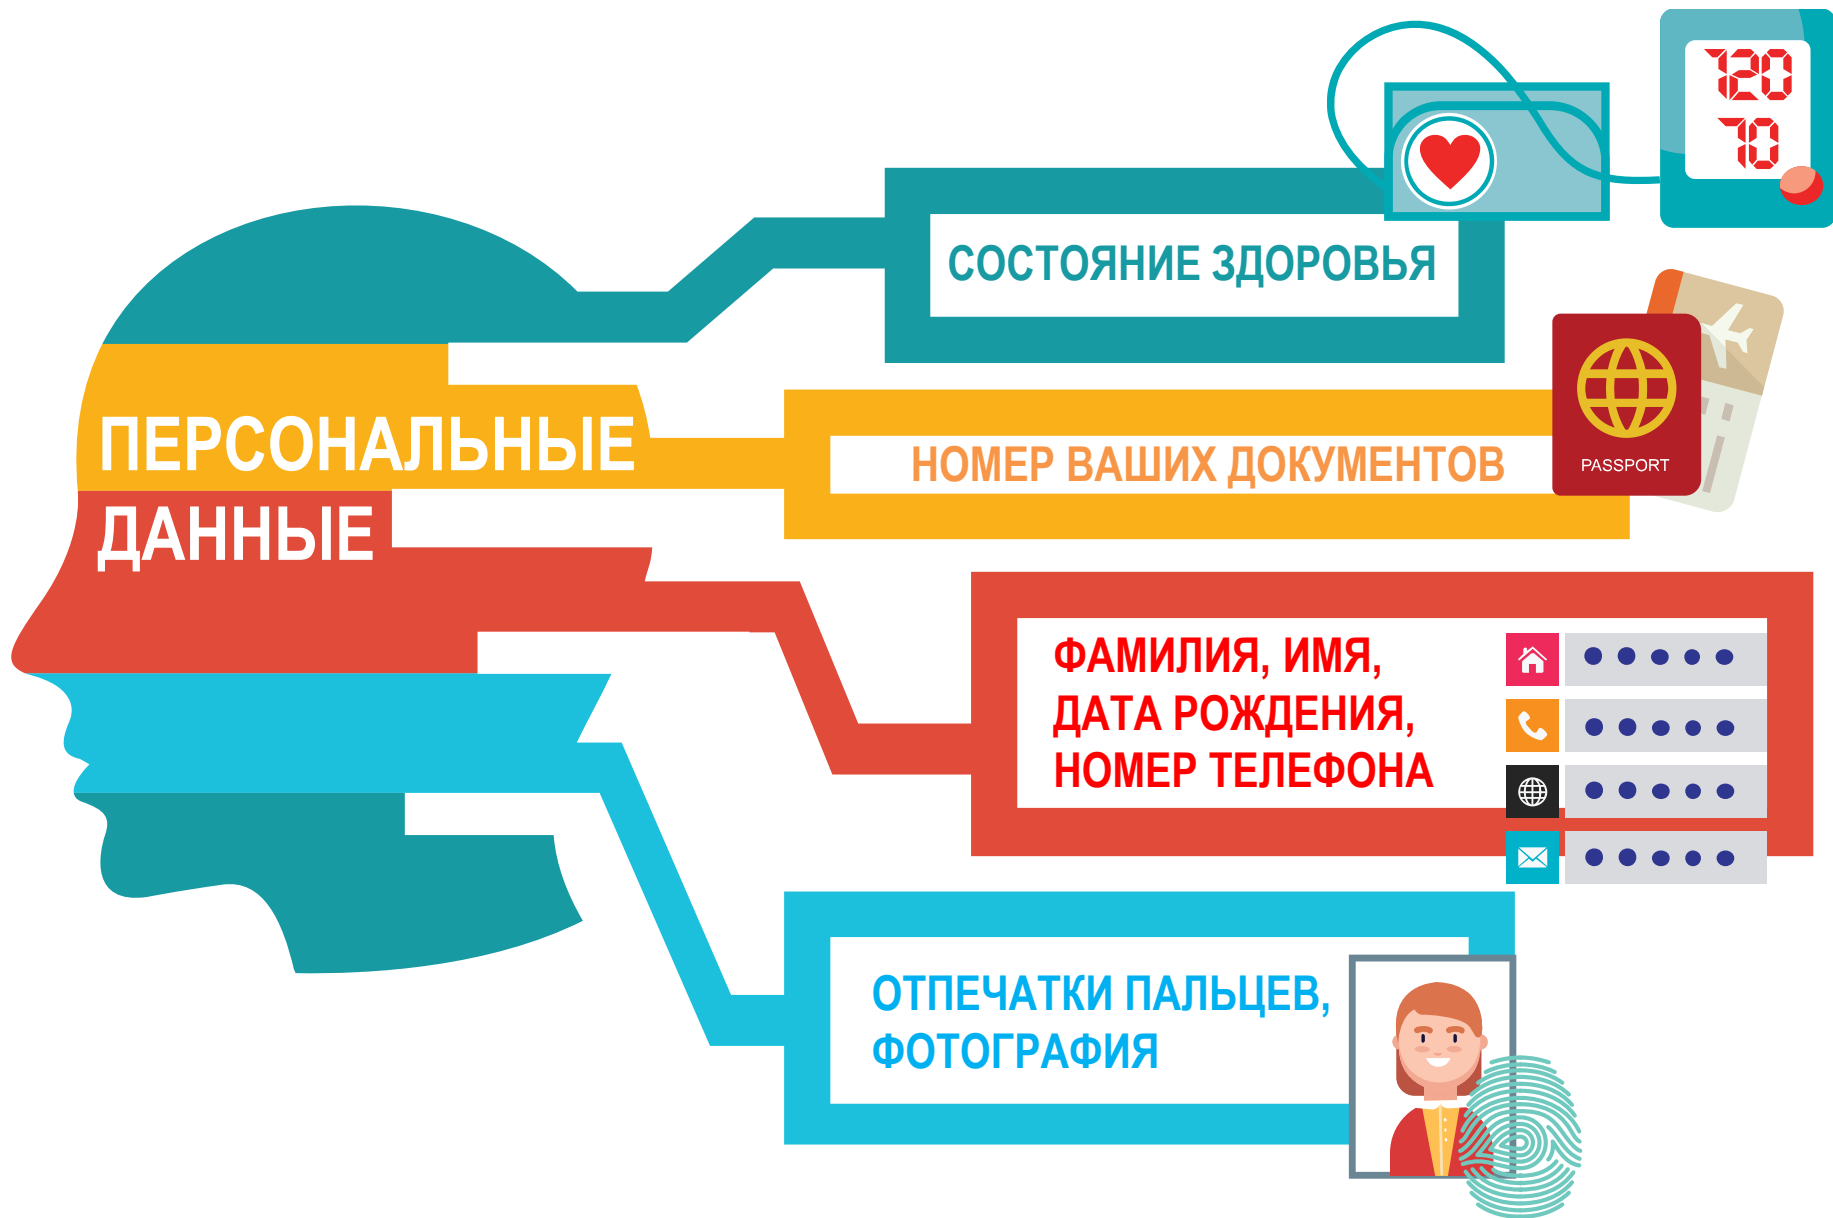 120
70
СОСТОЯНИЕ ЗДОРОВЬЯ
ПЕРСОНАЛЬНЫЕ
ДАННЫЕ
НОМЕР ВАШИХ ДОКУМЕНТОВ
PASSPORT
ФАМИЛИЯ, ИМЯ,
ДАТА РОЖДЕНИЯ,
НОМЕР ТЕЛЕФОНА
ОТПЕЧАТКИ ПАЛЬЦЕВ,
ФОТОГРАФИЯ